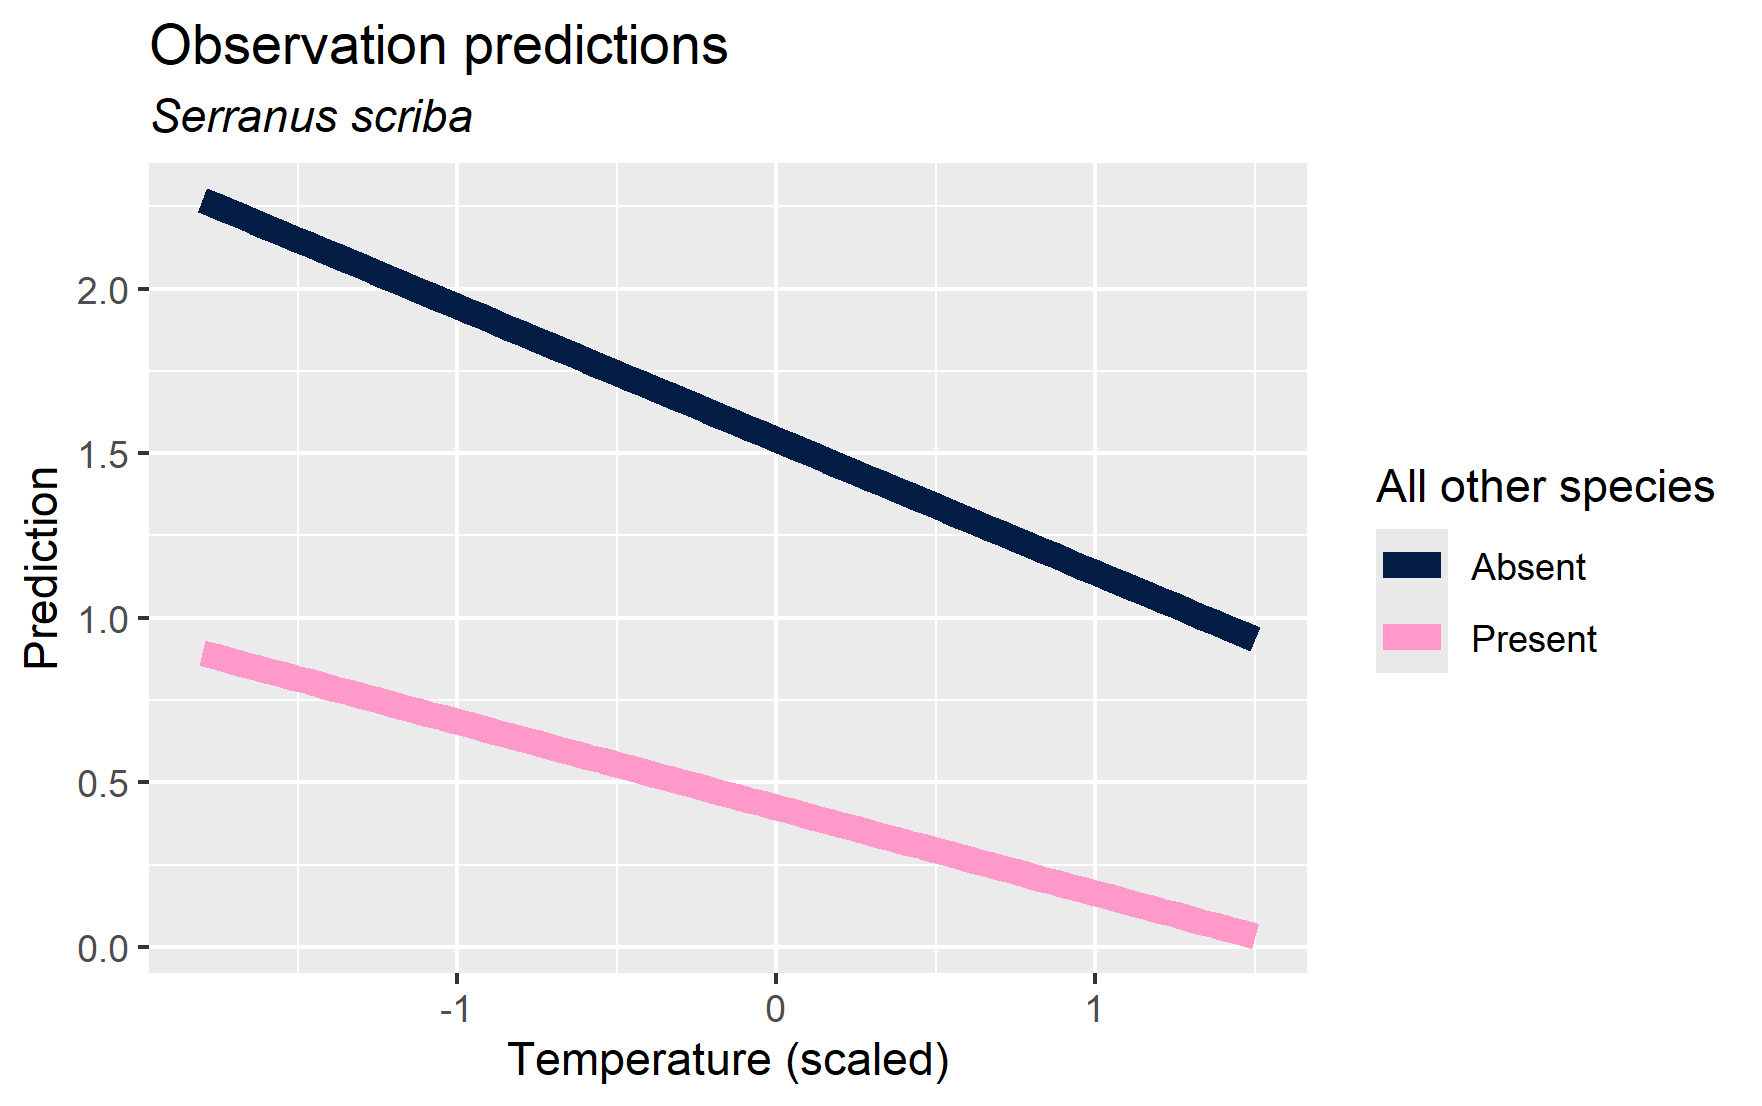 Observation predictions
Serranus scriba
Prediction
2.0
1.5
1.0
0.5
0.0
-1
0
1
Temperature (scaled)
All other species
Absent
Present